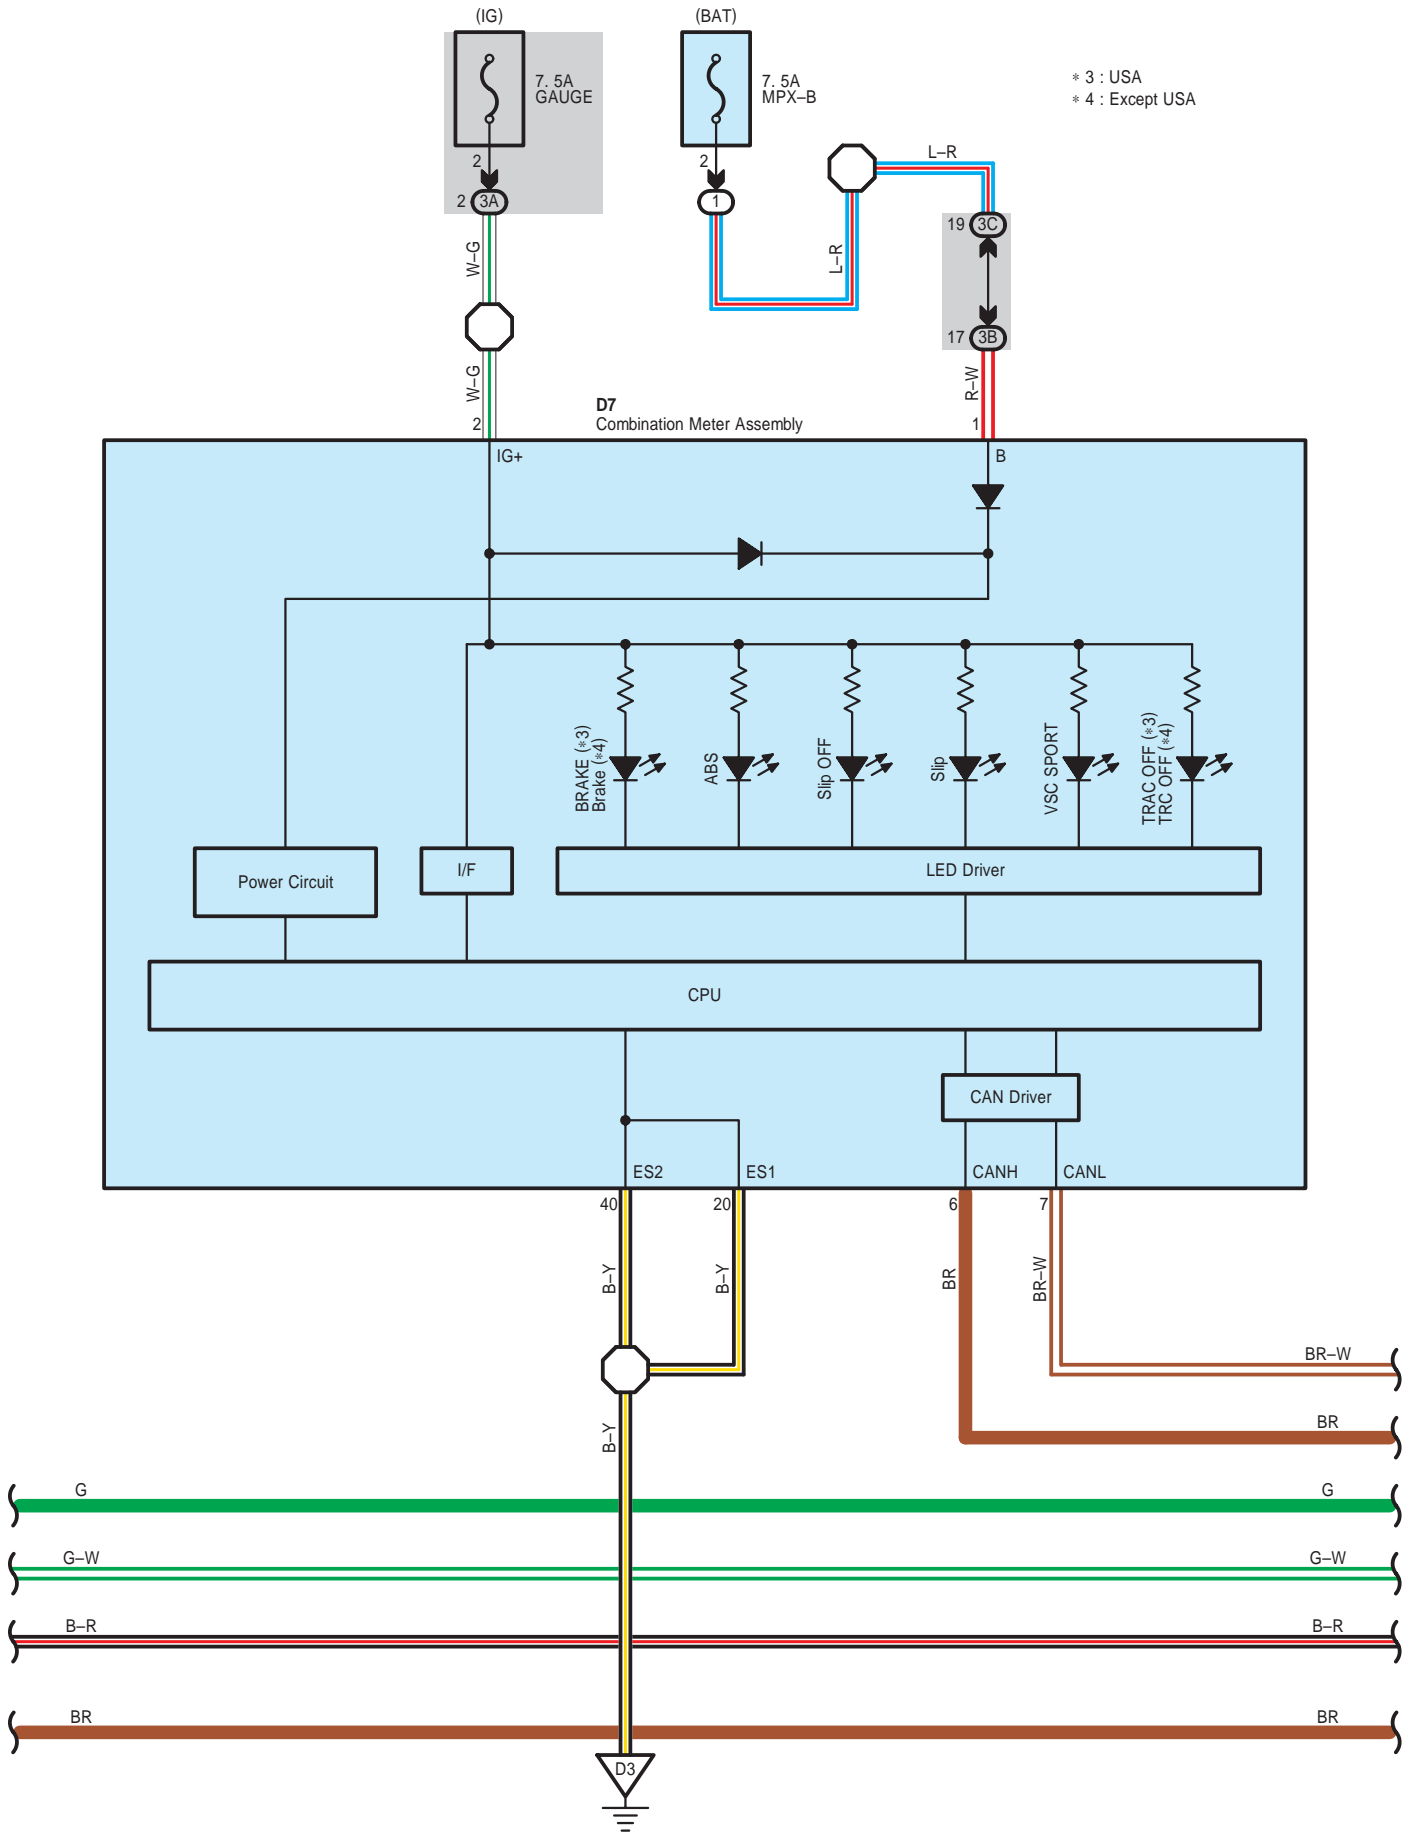 (IG)
(BAT)
7. 5A
GAUGE
7. 5A
MPX–B
∗ 3 : USA
∗ 4 : Except USA
2
2
2 3A
1
L–R
W–G
L–R
19 3C
17 3B
W–G
R–W
D7
Combination Meter Assembly
2
1
IG+
B
BRAKE (∗3)
Brake (∗4)
ABS
Slip OFF
Slip
VSC SPORT
TRAC OFF (∗3)
TRC OFF (∗4)
Power Circuit
I/F
LED Driver
CPU
CAN Driver
ES2
ES1
CANH
CANL
40
20
6
7
B–Y
B–Y
BR
BR–W
BR–W
BR
B–Y
G
G
G–W
G–W
B–R
B–R
BR
BR
D3